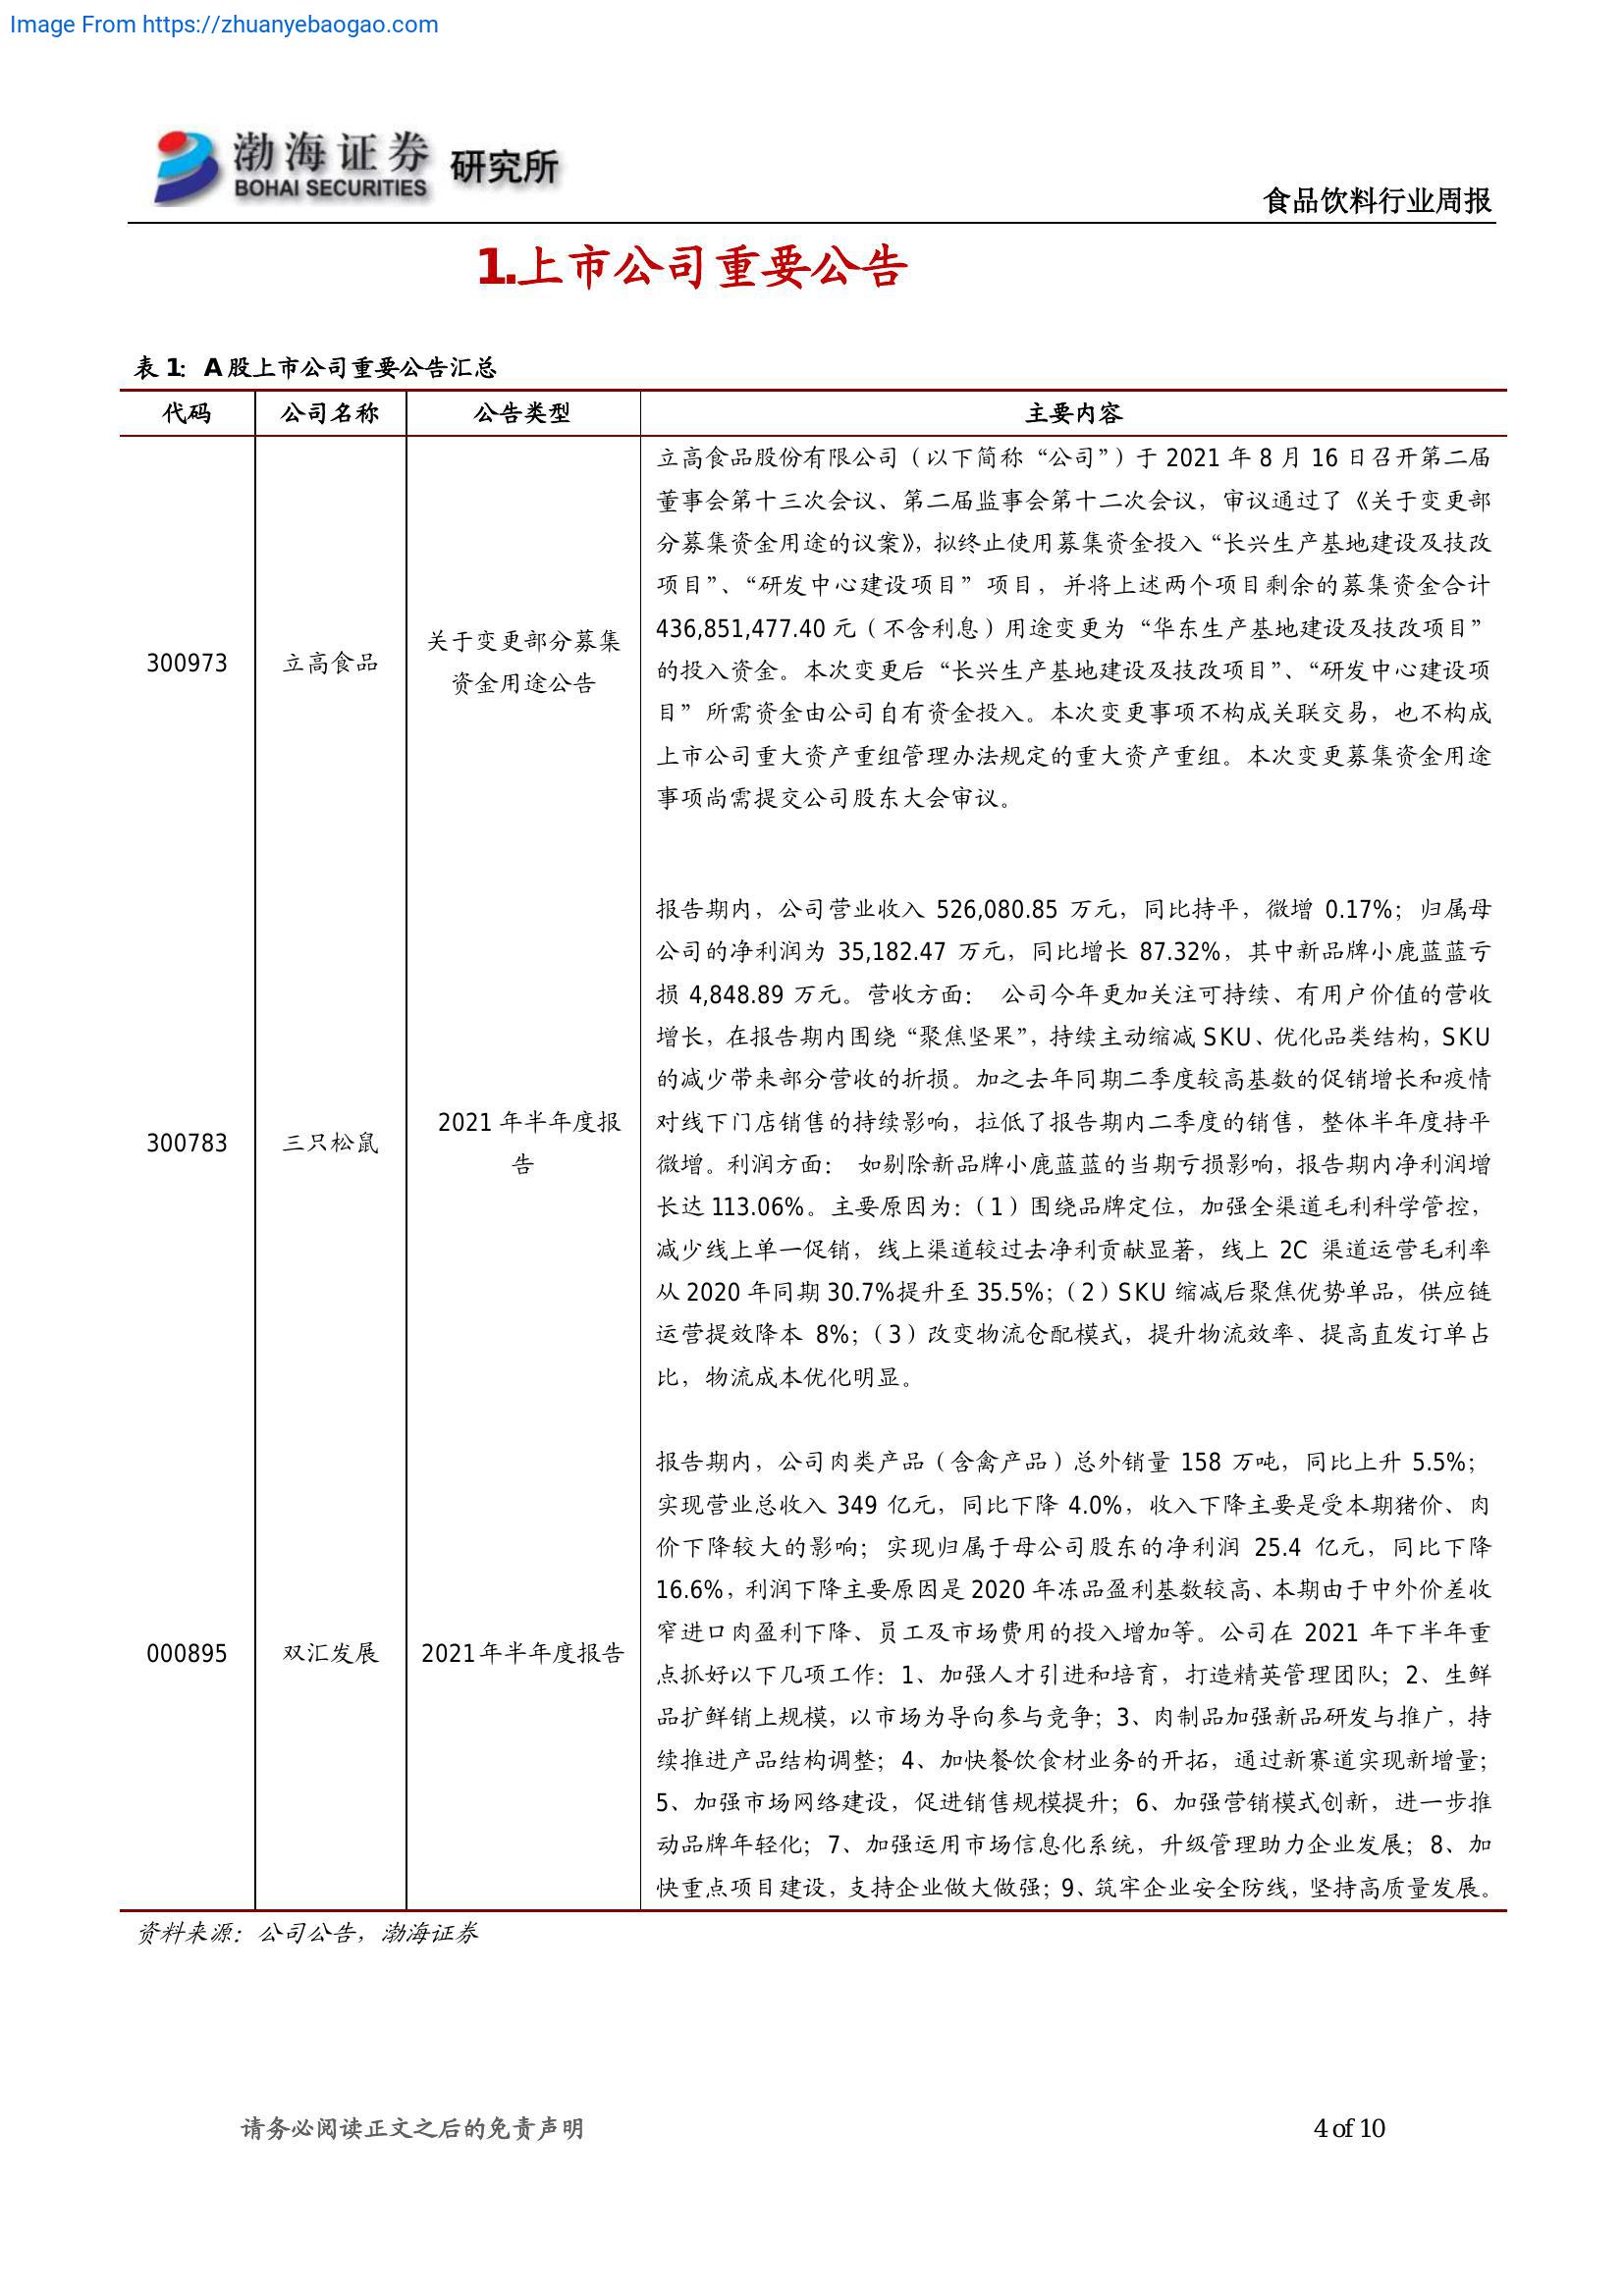 Image From https://zhuanyebaogao.com
渤海证券 研究所
BOHAI SECURITIES
食品饮料行业周报
1.上市公司重要公告
表 1: A 股上市公司重要公告汇总
代码 公司名称 公告类型 主要内容
立高食品股份有限公司（以下简称“公司”）于 2021 年 8 月 16 日召开第二届
董事会第十三次会议、第二届监事会第十二次会议，审议通过了《关于变更部
分募集资金用途的议案》，拟终止使用募集资金投入“长兴生产基地建设及技改
项目”、“研发中心建设项目”项目，并将上述两个项目剩余的募集资金合计
436,851,477.40 元（不含利息）用途变更为“华东生产基地建设及技改项目”
的投入资金。本次变更后“长兴生产基地建设及技改项目”、“研发中心建设项
目”所需资金由公司自有资金投入。本次变更事项不构成关联交易，也不构成
上市公司重大资产重组管理办法规定的重大资产重组。本次变更募集资金用途
事项尚需提交公司股东大会审议。
300973 立高食品
关于变更部分募集
资金用途公告
报告期内，公司营业收入 526,080.85 万元，同比持平，微增 0.17%；归属母
公司的净利润为 35,182.47 万元，同比增长 87.32%，其中新品牌小鹿蓝蓝亏
损 4,848.89 万元。营收方面： 公司今年更加关注可持续、有用户价值的营收
增长，在报告期内围绕“聚焦坚果”，持续主动缩减 SKU、优化品类结构，SKU
的减少带来部分营收的折损。加之去年同期二季度较高基数的促销增长和疫情
对线下门店销售的持续影响，拉低了报告期内二季度的销售，整体半年度持平
微增。利润方面： 如剔除新品牌小鹿蓝蓝的当期亏损影响，报告期内净利润增
长达 113.06%。主要原因为：（1）围绕品牌定位，加强全渠道毛利科学管控，
减少线上单一促销，线上渠道较过去净利贡献显著，线上 2C 渠道运营毛利率
从 2020 年同期 30.7%提升至 35.5%；（2）SKU 缩减后聚焦优势单品，供应链
运营提效降本 8%；（3）改变物流仓配模式，提升物流效率、提高直发订单占
比，物流成本优化明显。
300783 三只松鼠
2021 年半年度报
告
报告期内，公司肉类产品（含禽产品）总外销量 158 万吨，同比上升 5.5%；
实现营业总收入 349 亿元，同比下降 4.0%，收入下降主要是受本期猪价、肉
价下降较大的影响；实现归属于母公司股东的净利润 25.4 亿元，同比下降
16.6%，利润下降主要原因是 2020 年冻品盈利基数较高、本期由于中外价差收
窄进口肉盈利下降、员工及市场费用的投入增加等。公司在 2021 年下半年重
点抓好以下几项工作：1、加强人才引进和培育，打造精英管理团队；2、生鲜
品扩鲜销上规模，以市场为导向参与竞争；3、肉制品加强新品研发与推广，持
续推进产品结构调整；4、加快餐饮食材业务的开拓，通过新赛道实现新增量；
5、加强市场网络建设，促进销售规模提升；6、加强营销模式创新，进一步推
动品牌年轻化；7、加强运用市场信息化系统，升级管理助力企业发展；8、加
快重点项目建设，支持企业做大做强；9、筑牢企业安全防线，坚持高质量发展。
000895 双汇发展 2021 年半年度报告
资料来源：公司公告，渤海证券
请务必阅读正文之后的免责声明 4 of 10